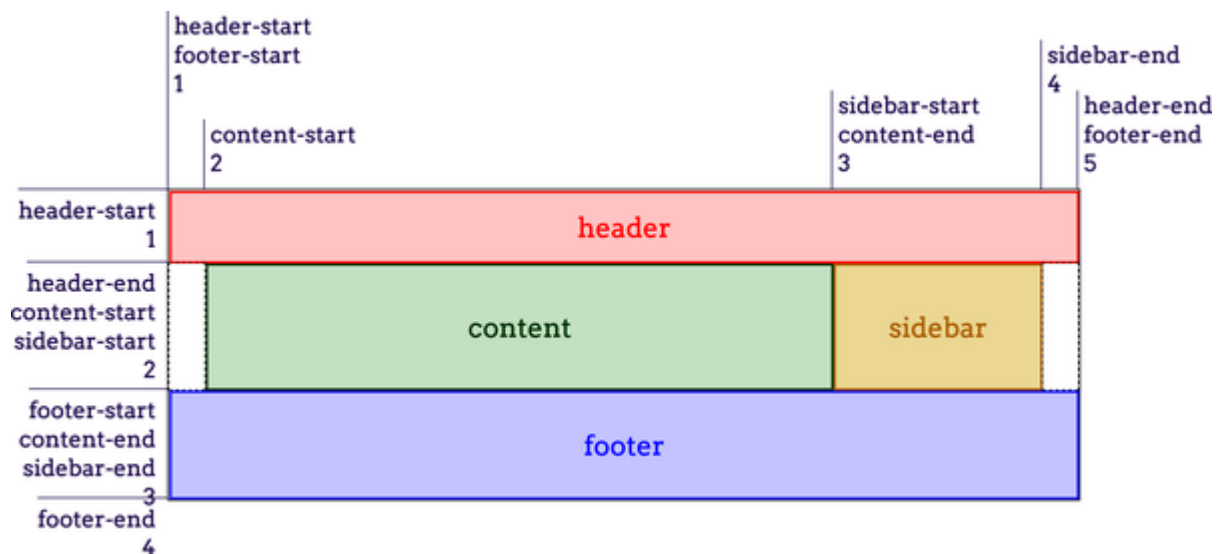 header-start
footer-start
1
sidebar-end
4
content-start
2
sidebar-start
content-end
3
header-end
footer-end
5
header-start
1
header
header-end
content-start
sidebar-start
2
content
sidebar
footer-start
content-end
sidebar-end
3
footer
footer-end
4